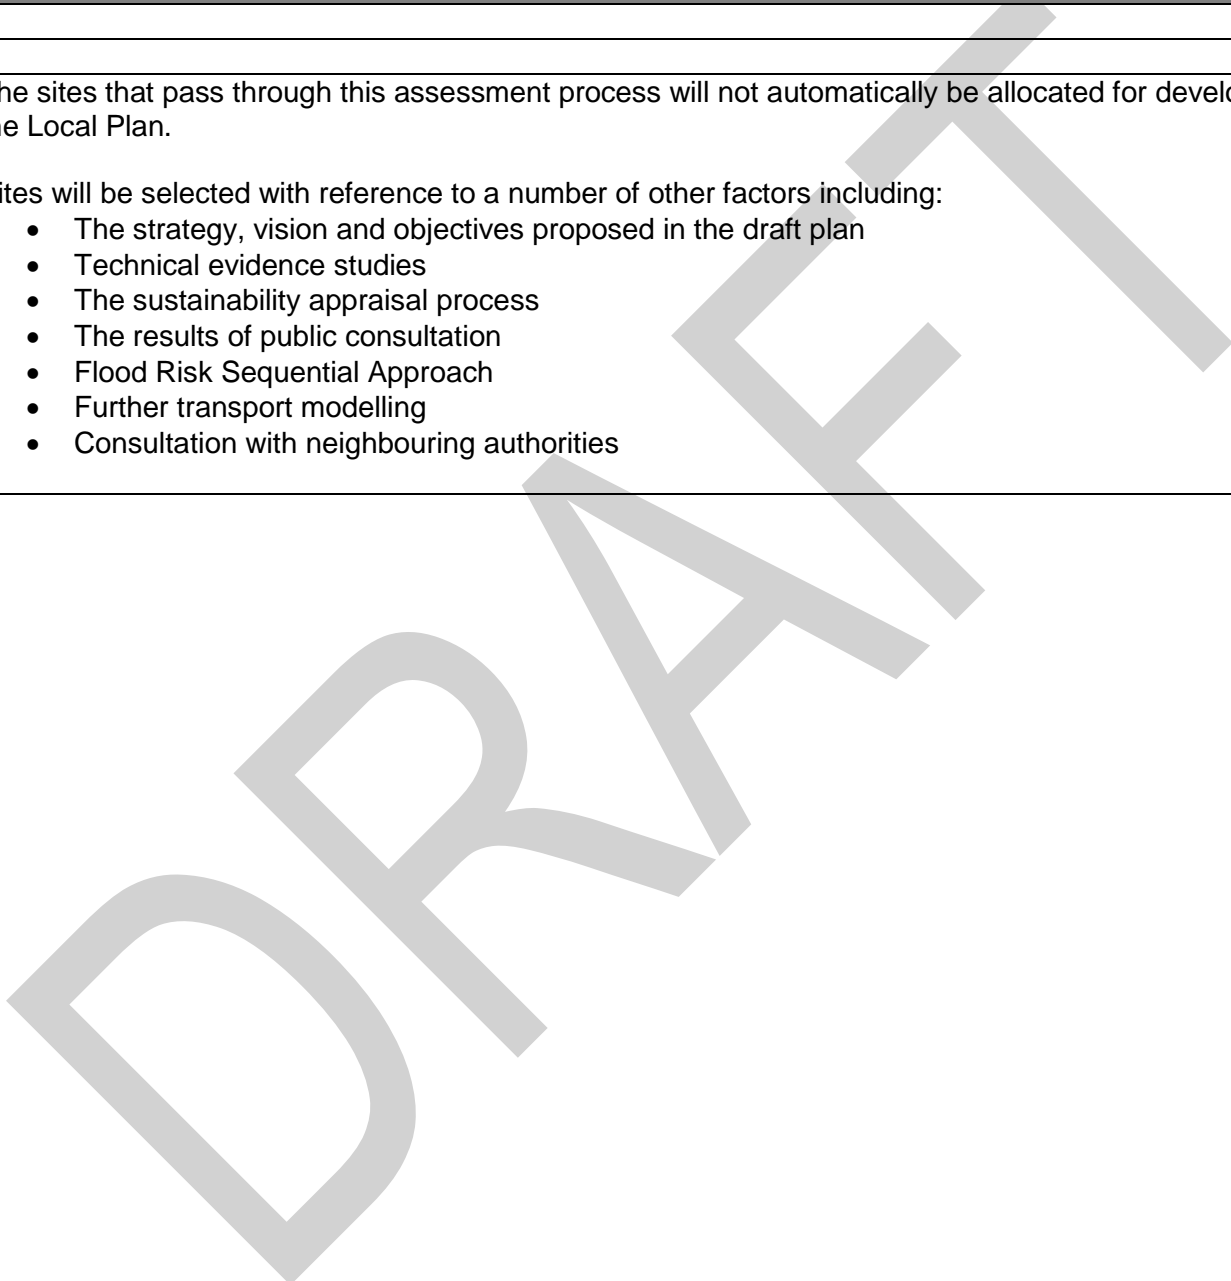 he sites that pass through this assessment process will not automatically be allocated for develo
ne Local Plan.
ites will be selected with reference to a number of other factors including:
• The strategy, vision and objectives proposed in the draft plan
• Technical evidence studies
• The sustainability appraisal process
• The results of public consultation
• Flood Risk Sequential Approach
• Further transport modelling
• Consultation with neighbouring authorities
DRAFT